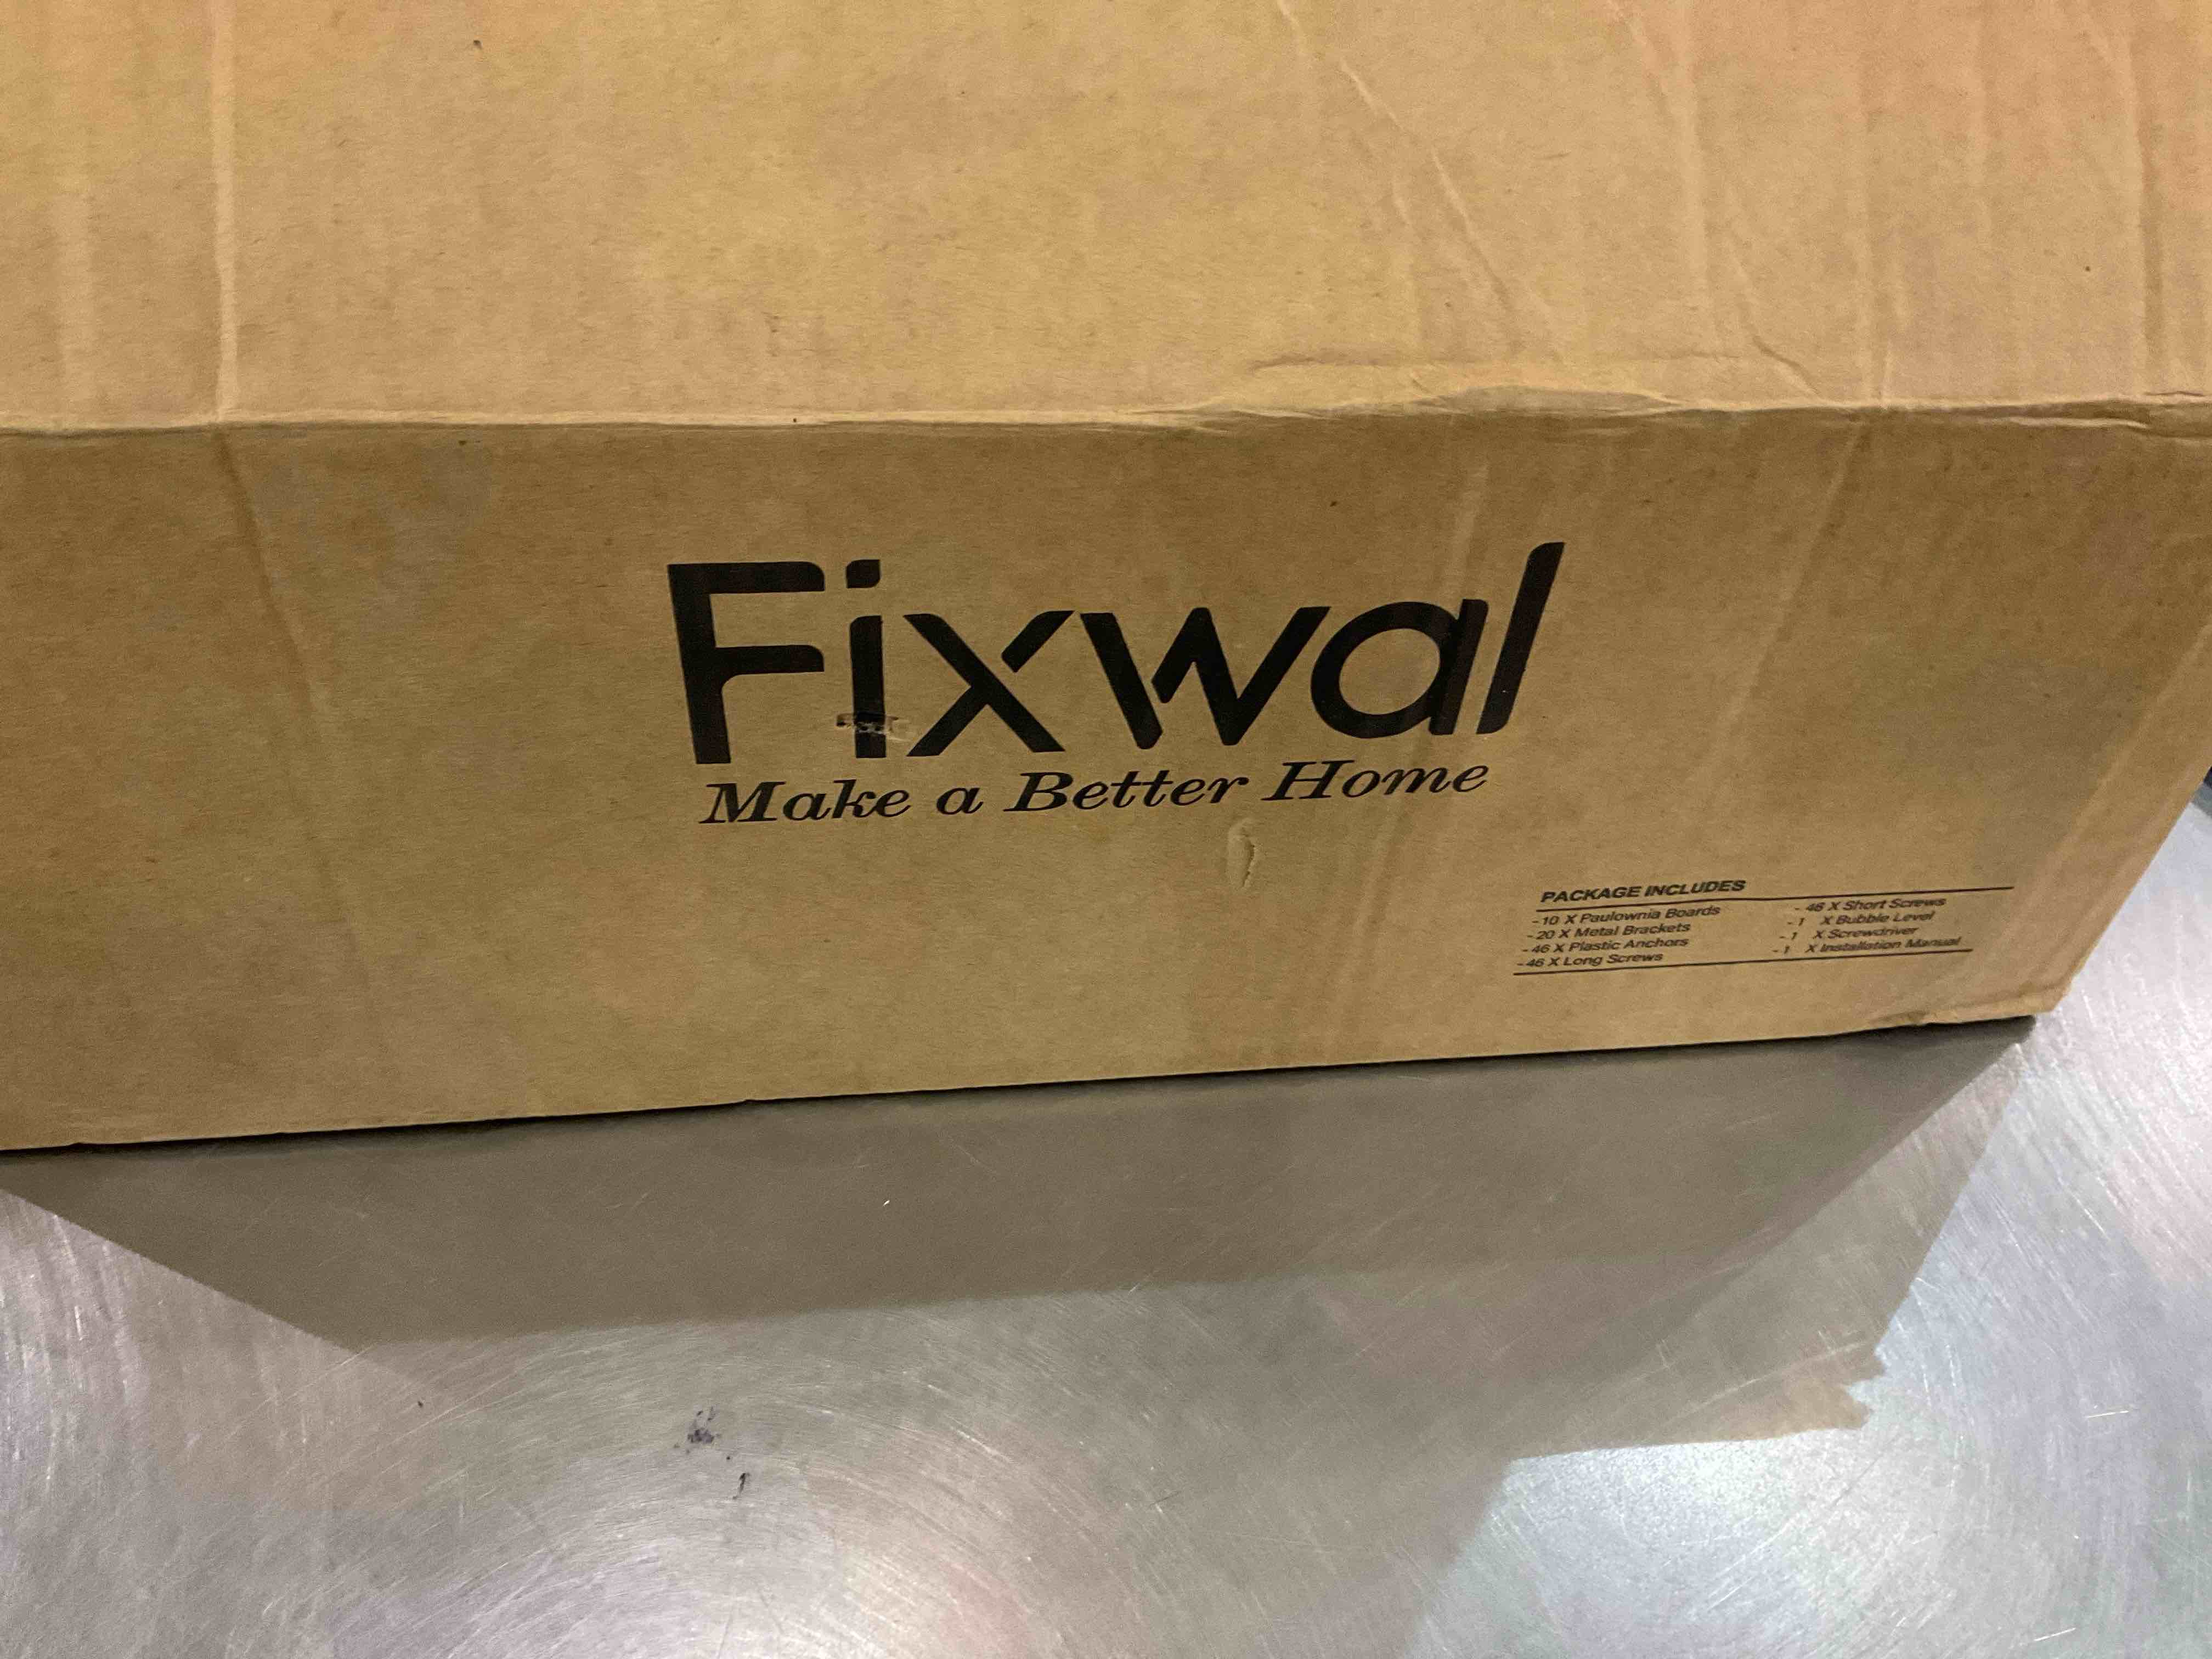 Fixwal
Make a Better Home
PACKAGE INCLUDES
-10 X Paulownia Boards
-20 X Metal Brackets
-46 X Plastic Anchors
-46 X Long Screws
-46 X Short Screws
-1 X Bubble Level
-1 X Screwdriver
-1 X Installation Manual